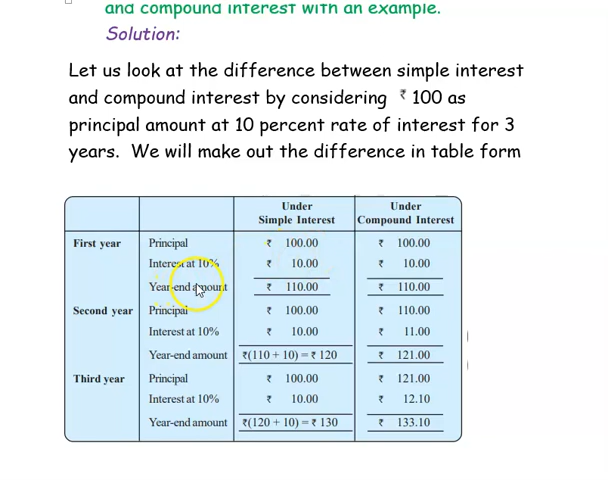 and compound interest with an example.
Solution:
Let us look at the difference between simple interest
and compound interest by considering ₹ 100 as
principal amount at 10 percent rate of interest for 3
years. We will make out the difference in table form
Under Simple Interest Under Compound Interest
First year Principal ₹ 100.00 ₹ 100.00
Interest at 10% ₹ 10.00 ₹ 10.00
Year-end amount ₹ 110.00 ₹ 110.00
Second year Principal ₹ 100.00 ₹ 110.00
Interest at 10% ₹ 10.00 ₹ 11.00
Year-end amount ₹(110 + 10) = ₹ 120 ₹ 121.00
Third year Principal ₹ 100.00 ₹ 121.00
Interest at 10% ₹ 10.00 ₹ 12.10
Year-end amount ₹(120 + 10) = ₹ 130 ₹ 133.10